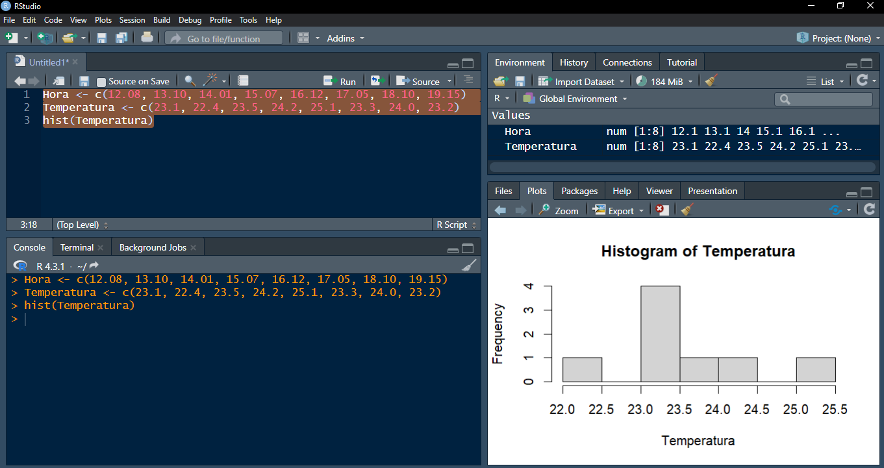 RStudio
File Edit Code View Plots Session Build Debug Profile Tools Help
Go to file/function Addins Project: (None)
Untitled1*
Source on Save Run Source
1 Hora <- c(12.08, 13.10, 14.01, 15.07, 16.12, 17.05, 18.10, 19.15)
2 Temperatura <- c(23.1, 22.4, 23.5, 24.2, 25.1, 23.3, 24.0, 23.2)
3 hist(Temperatura)
3:18 (Top Level) R Script
Console Terminal Background Jobs
R 4.3.1 · ~/
> Hora <- c(12.08, 13.10, 14.01, 15.07, 16.12, 17.05, 18.10, 19.15)
> Temperatura <- c(23.1, 22.4, 23.5, 24.2, 25.1, 23.3, 24.0, 23.2)
> hist(Temperatura)
>
Environment History Connections Tutorial
Import Dataset 184 MiB List
R Global Environment
Values
Hora num [1:8] 12.1 13.1 14 15.1 16.1 ...
Temperatura num [1:8] 23.1 22.4 23.5 24.2 25.1 23.…
Files Plots Packages Help Viewer Presentation
Zoom Export
Histogram of Temperatura
Frequency
4
3
2
1
0
22.0 22.5 23.0 23.5 24.0 24.5 25.0 25.5
Temperatura